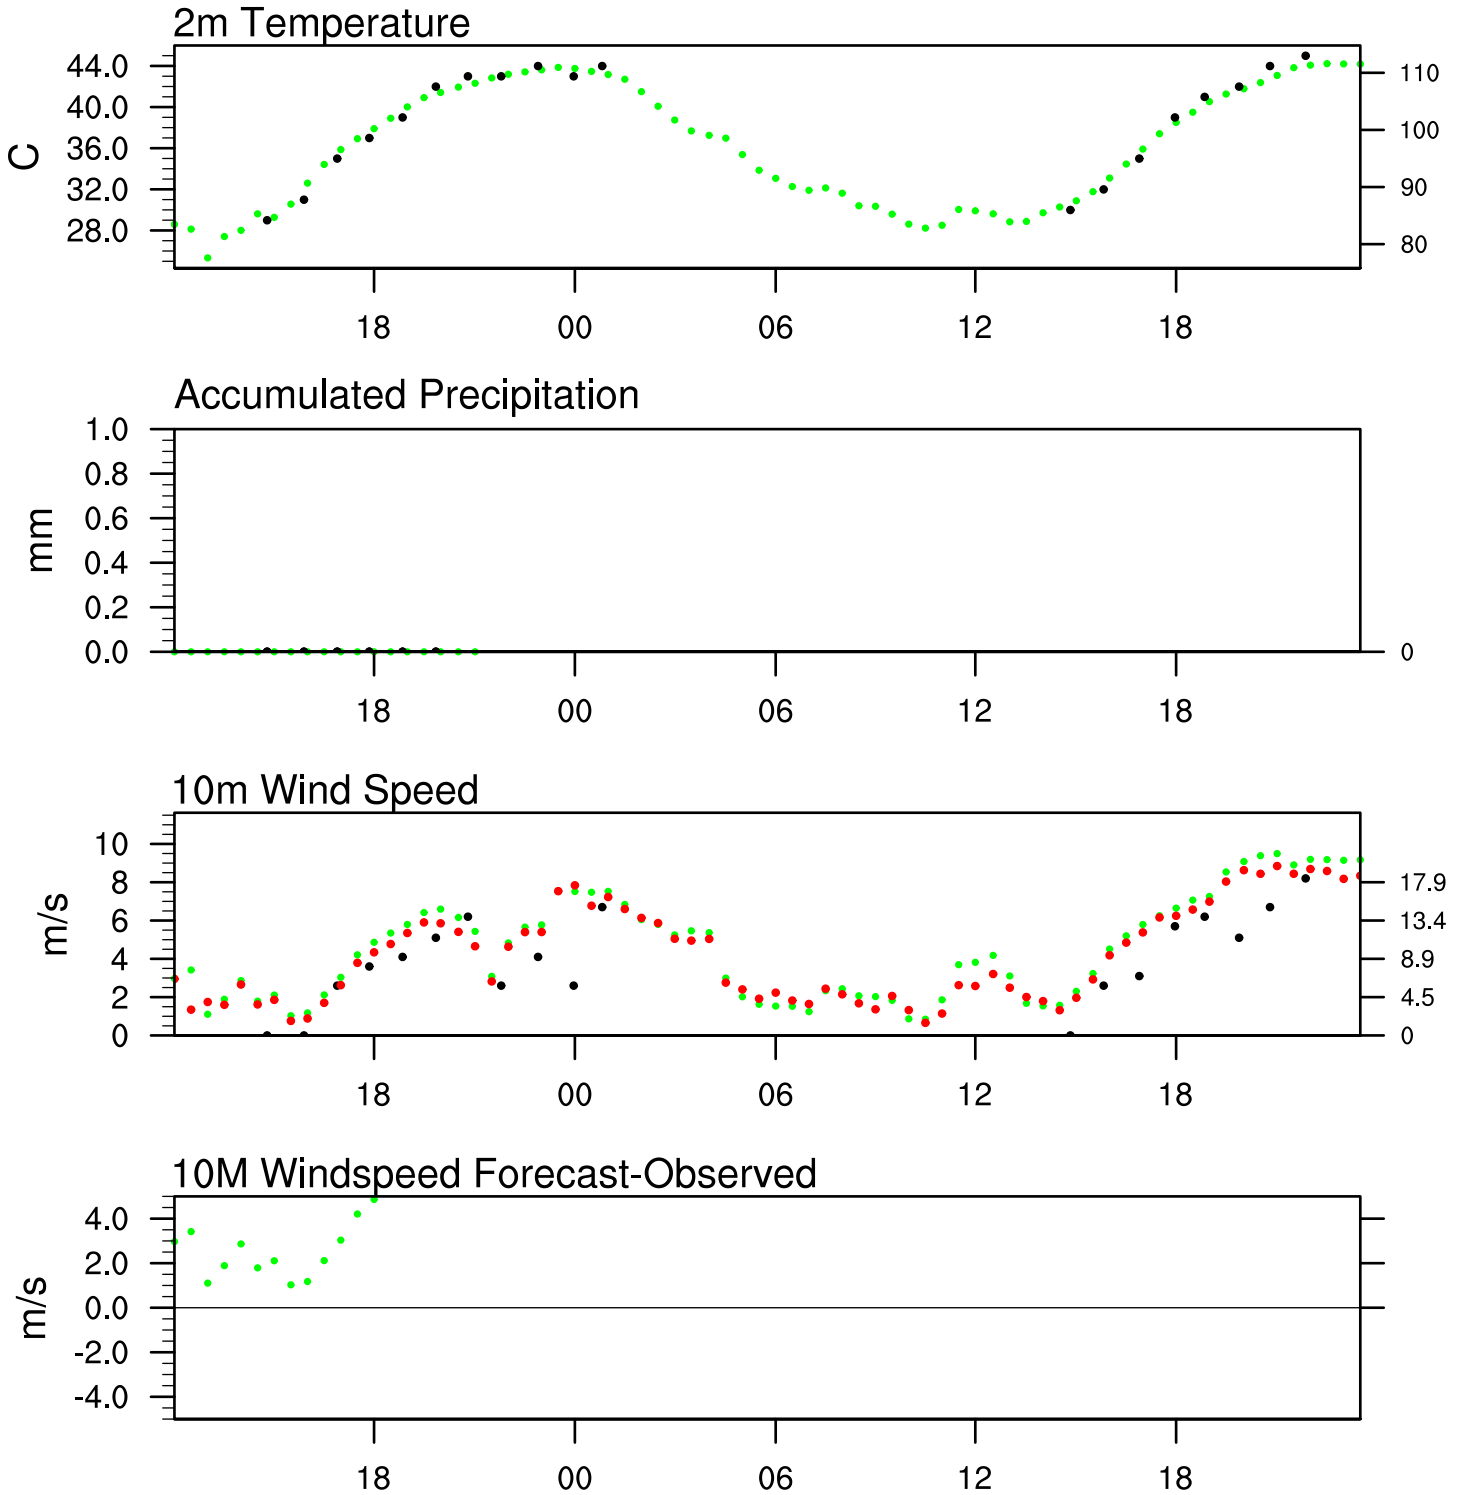 2m Temperature
44.0
40.0
36.0
32.0
28.0
C
110
100
90
80
18 00 06 12 18
Accumulated Precipitation
1.0
0.8
0.6
0.4
0.2
0.0
mm
0
18 00 06 12 18
10m Wind Speed
10
8
6
4
2
0
m/s
17.9
13.4
8.9
4.5
0
18 00 06 12 18
10M Windspeed Forecast-Observed
4.0
2.0
0.0
-2.0
-4.0
m/s
18 00 06 12 18